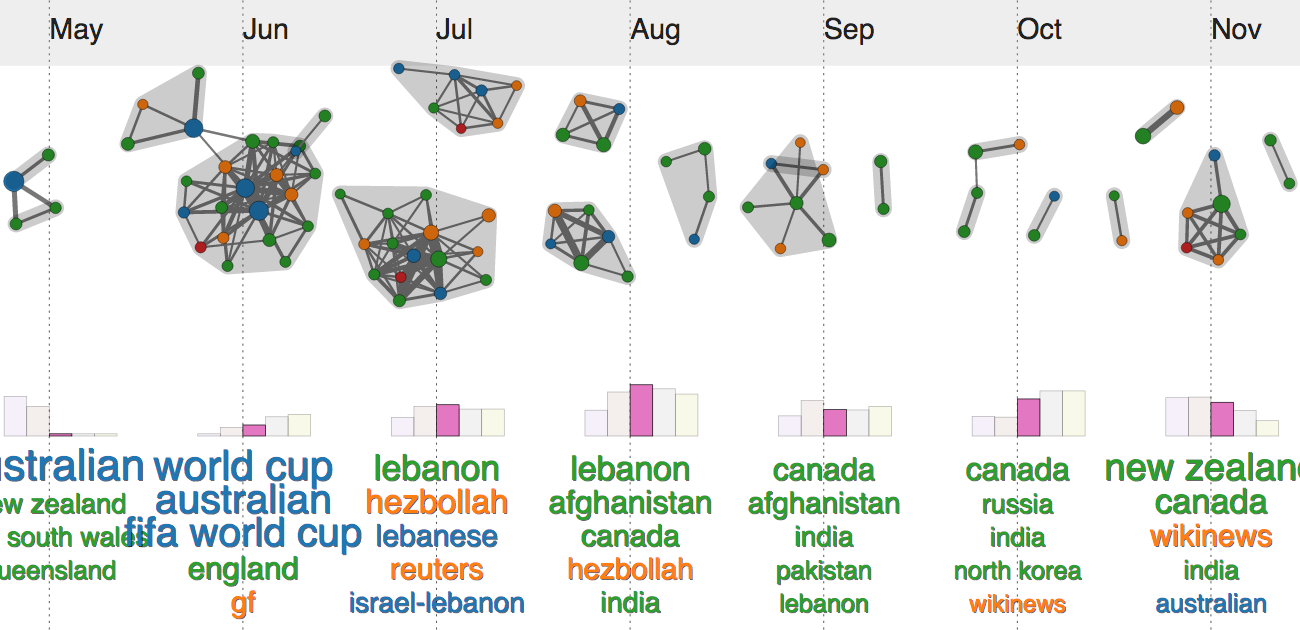 May
Jun
Jul
Aug
Sep
Oct
Nov
ustralian
ew zealand
south wales
ueensland
world cup
australian
fifa world cup
england
gf
lebanon
hezbollah
lebanese
reuters
israel-lebanon
lebanon
afghanistan
canada
hezbollah
india
canada
afghanistan
india
pakistan
lebanon
canada
russia
india
north korea
wikinews
new zealand
canada
wikinews
india
australian